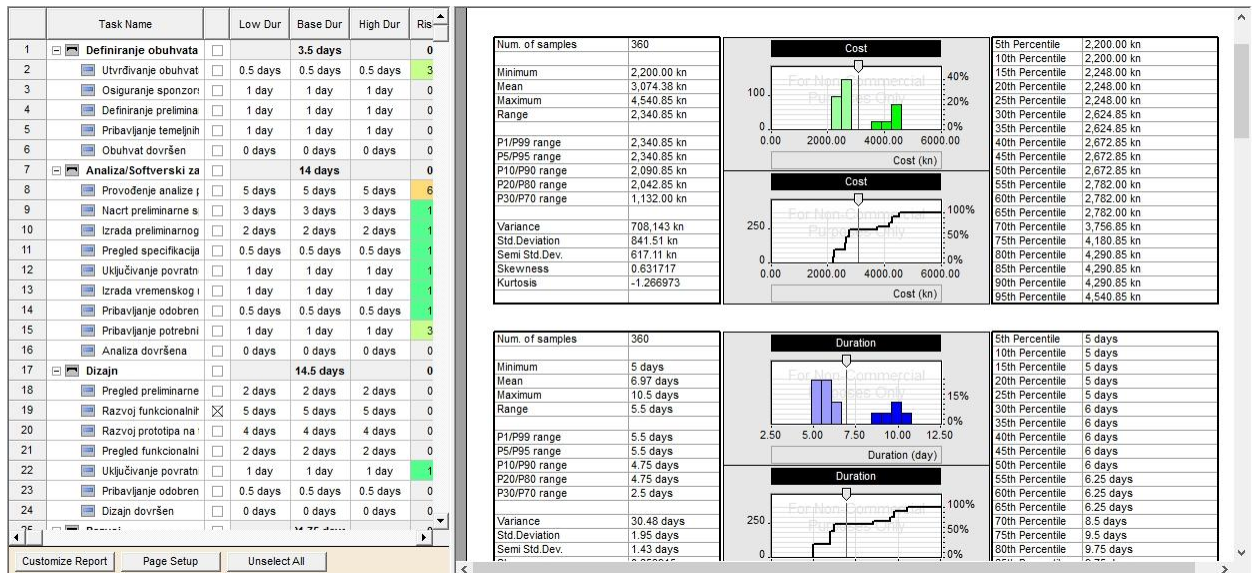 Task Name Low Dur Base Dur High Dur Ris
1 Definiranje obuhvata 3.5 days 0
2 Utvrđivanje obuhvat 0.5 days 0.5 days 0.5 days 3
3 Osiguranje sponzors 1 day 1 day 1 day 0
4 Definiranje prelimina 1 day 1 day 1 day 0
5 Pribavljanje temeljnih 1 day 1 day 1 day 0
6 Obuhvat dovršen 0 days 0 days 0 days 0
7 Analiza/Softverski za 14 days 0
8 Provođenje analize p 5 days 5 days 5 days 6
9 Nacrt preliminarne s 3 days 3 days 3 days 1
10 Izrada preliminarnog 2 days 2 days 2 days 1
11 Pregled specifikacija 0.5 days 0.5 days 0.5 days 1
12 Uključivanje povratn 1 day 1 day 1 day 1
13 Izrada vremenskog 1 day 1 day 1 day 1
14 Pribavljanje odobren 0.5 days 0.5 days 0.5 days 1
15 Pribavljanje potrebni 1 day 1 day 1 day 3
16 Analiza dovršena 0 days 0 days 0 days 0
17 Dizajn 14.5 days 0
18 Pregled preliminarne 2 days 2 days 2 days 0
19 Razvoj funkcionalnih 5 days 5 days 5 days 0
20 Razvoj prototipa na 4 days 4 days 4 days 0
21 Pregled funkcionalni 2 days 2 days 2 days 0
22 Uključivanje povratn 1 day 1 day 1 day 1
23 Pribavljanje odobren 0.5 days 0.5 days 0.5 days 0
24 Dizajn dovršen 0 days 0 days 0 days 0
Customize Report Page Setup Unselect All
Num. of samples 360
Minimum 2,200.00 kn
Mean 3,074.38 kn
Maximum 4,540.85 kn
Range 2,340.85 kn
P1/P99 range 2,340.85 kn
P5/P95 range 2,340.85 kn
P10/P90 range 2,090.85 kn
P20/P80 range 2,042.85 kn
P30/P70 range 1,132.00 kn
Variance 708,143 kn
Std.Deviation 841.51 kn
Semi Std.Dev. 617.11 kn
Skewness 0.631717
Kurtosis -1.266973
Cost
For Non-Commercial
Purposes Only
100
0
40%
20%
0%
0.00 2000.00 4000.00 6000.00
Cost (kn)
Cost
For Non-Commercial
Purposes Only
250
0
100%
50%
0%
0.00 2000.00 4000.00 6000.00
Cost (kn)
5th Percentile 2,200.00 kn
10th Percentile 2,200.00 kn
15th Percentile 2,248.00 kn
20th Percentile 2,248.00 kn
25th Percentile 2,248.00 kn
30th Percentile 2,624.85 kn
35th Percentile 2,624.85 kn
40th Percentile 2,672.85 kn
45th Percentile 2,672.85 kn
50th Percentile 2,672.85 kn
55th Percentile 2,782.00 kn
60th Percentile 2,782.00 kn
65th Percentile 2,782.00 kn
70th Percentile 3,756.85 kn
75th Percentile 4,180.85 kn
80th Percentile 4,290.85 kn
85th Percentile 4,290.85 kn
90th Percentile 4,290.85 kn
95th Percentile 4,540.85 kn
Num. of samples 360
Minimum 5 days
Mean 6.97 days
Maximum 10.5 days
Range 5.5 days
P1/P99 range 5.5 days
P5/P95 range 5.5 days
P10/P90 range 4.75 days
P20/P80 range 4.75 days
P30/P70 range 2.5 days
Variance 30.48 days
Std.Deviation 1.95 days
Semi Std.Dev. 1.43 days
Duration
For Non-Commercial
Purposes Only
15%
0%
2.50 5.00 7.50 10.00 12.50
Duration (day)
Duration
For Non-Commercial
Purposes Only
250
0
100%
50%
0%
5th Percentile 5 days
10th Percentile 5 days
15th Percentile 5 days
20th Percentile 5 days
25th Percentile 5 days
30th Percentile 6 days
35th Percentile 6 days
40th Percentile 6 days
45th Percentile 6 days
50th Percentile 6 days
55th Percentile 6.25 days
60th Percentile 6.25 days
65th Percentile 6.25 days
70th Percentile 8.5 days
75th Percentile 9.5 days
80th Percentile 9.75 days